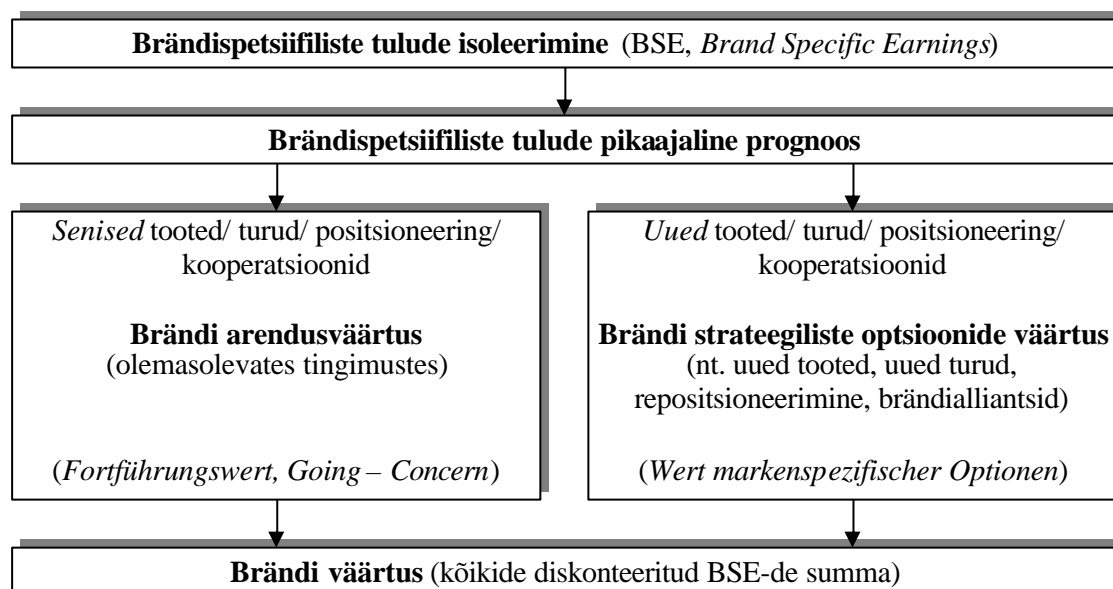 Brändispetsiifiliste tulude isoleerimine (BSE, Brand Specific Earnings)
Brändispetsiifiliste tulude pikaajaline prognoos
Senised tooted/ turud/ positsioneering/
kooperatsioonid
Brändi arendusväärtus
(olemasolevates tingimustes)
(Fortführungswert, Going – Concern)
Uued tooted/ turud/ positsioneering/
kooperatsioonid
Brändi strateegiliste optsioonide väärtus
(nt. uued tooted, uued turud,
repositsioneerimine, brändialliantsid)
(Wert markenspezifischer Optionen)
Brändi väärtus (kõikide diskonteeritud BSE-de summa)